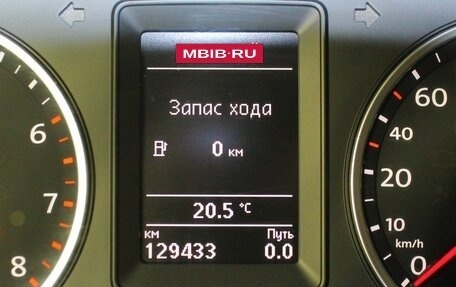 MBIB·RU
Запас хода
0 км
20.5 °C
км Путь
129433 0.0
6
7
8
60
40
20
10
km/h
0